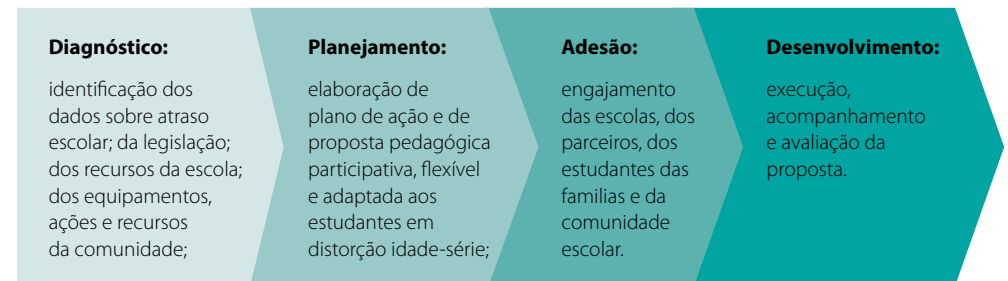 Diagnóstico:
identificação dos
dados sobre atraso
escolar; da legislação;
dos recursos da escola;
dos equipamentos,
ações e recursos
da comunidade;
Planejamento:
elaboração de
plano de ação e de
proposta pedagógica
participativa, flexível
e adaptada aos
estudantes em
distorção idade-série;
Adesão:
engajamento
das escolas, dos
parceiros, dos
estudantes das
familias e da
comunidade
escolar.
Desenvolvimento:
execução,
acompanhamento
e avaliação da
proposta.